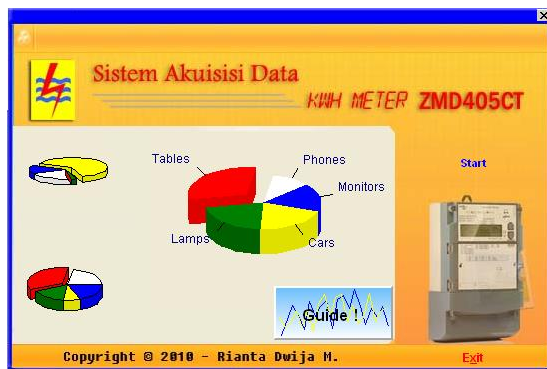 Sistem Akuisisi Data
KWH METER ZMD405CT
Tables
Phones
Monitors
Start
Lamps
Cars
Guide !
Copyright © 2010 - Rianta Dwija M.
Exit